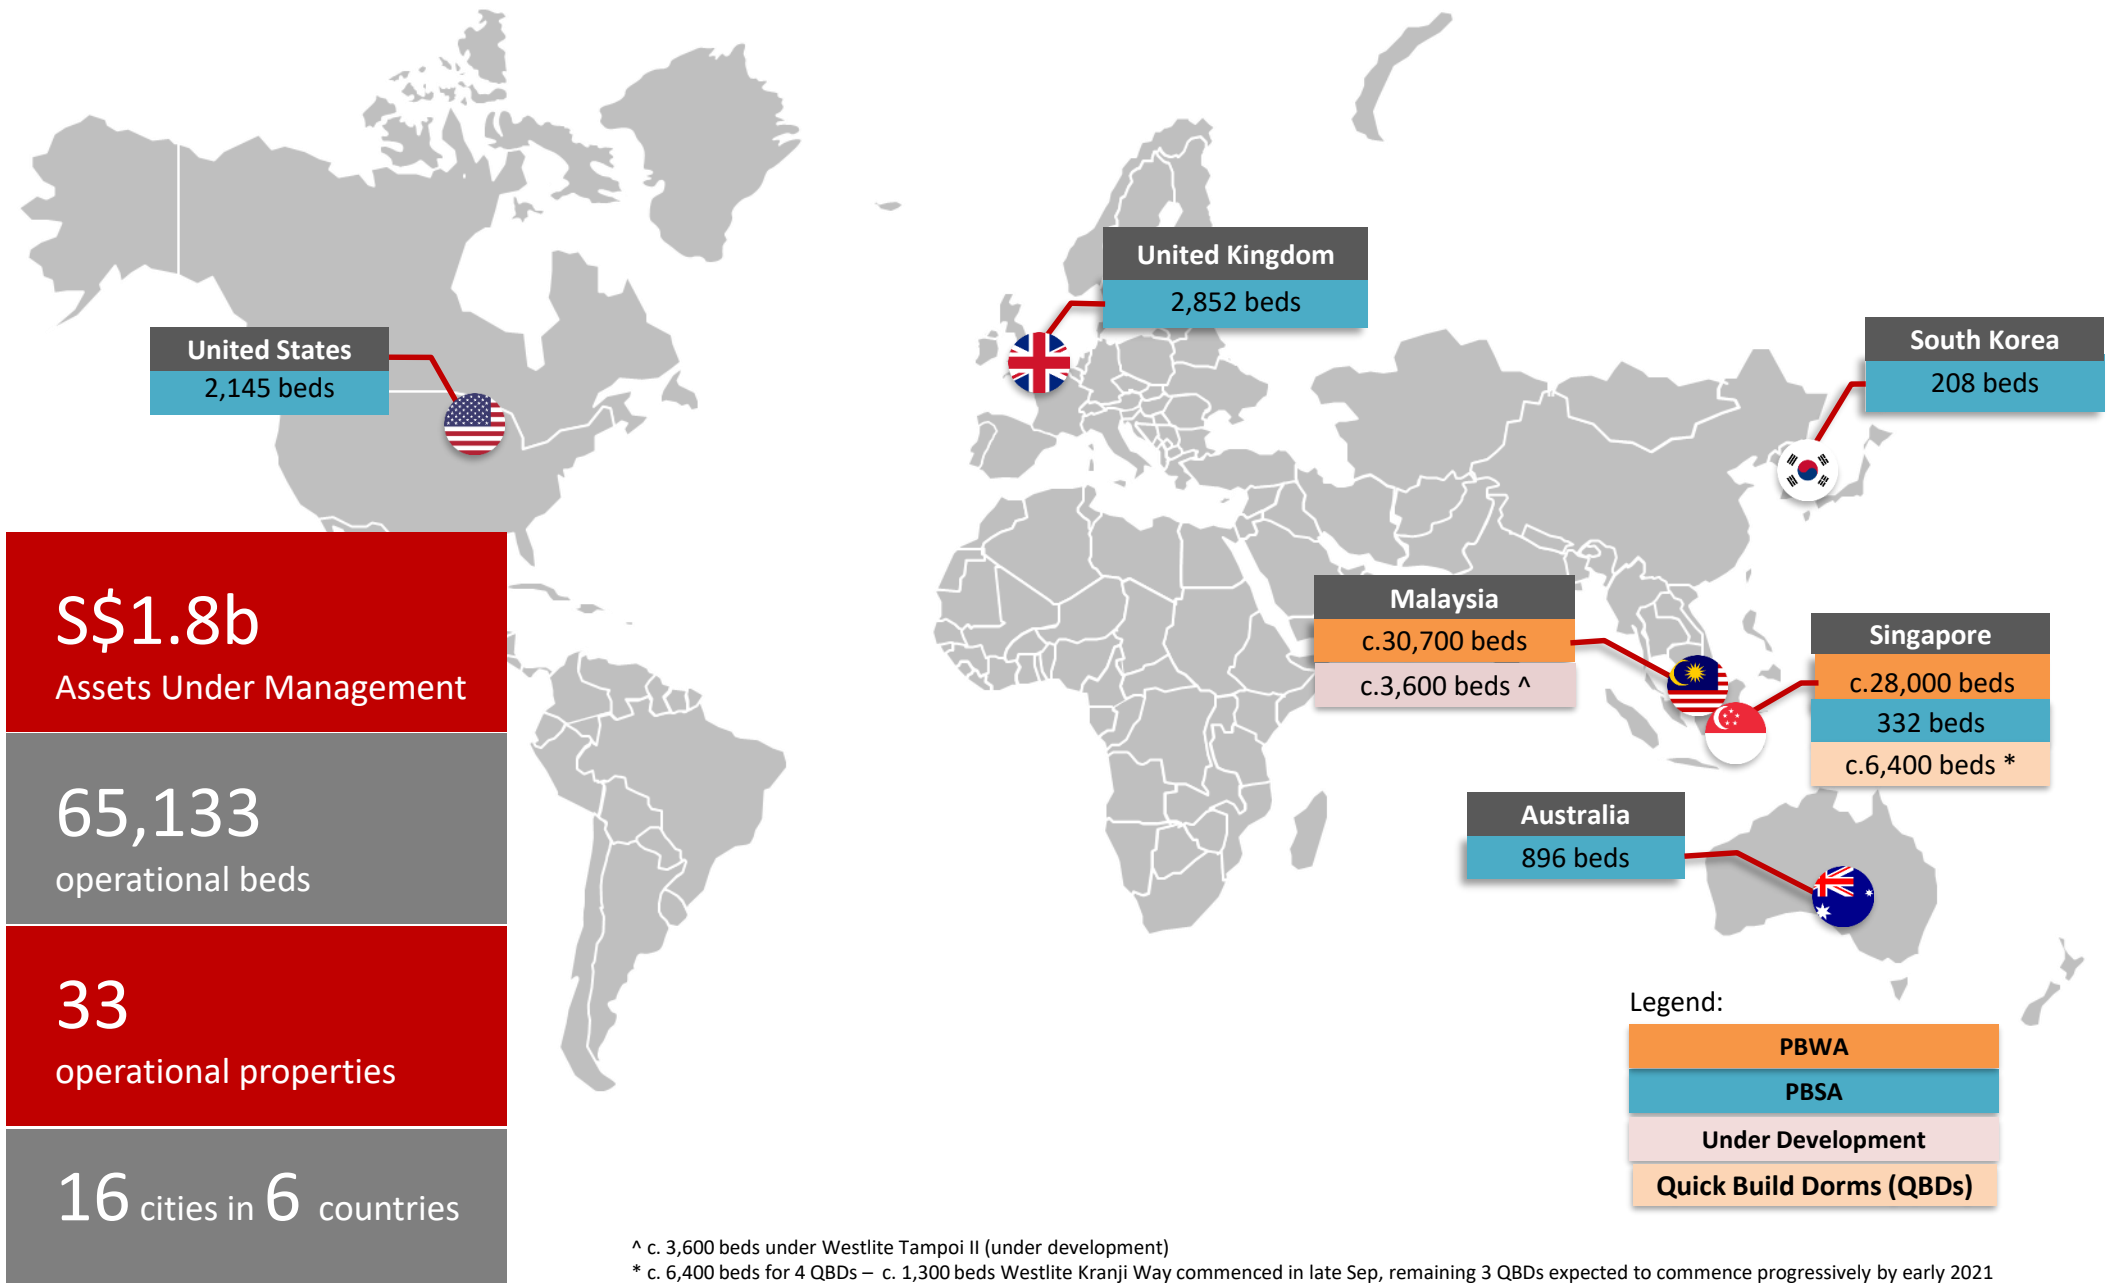 United Kingdom
2,852 beds
United States
2,145 beds
South Korea
208 beds
S$1.8b
Assets Under Management
65,133
operational beds
33
operational properties
16 cities in 6 countries
Malaysia
c.30,700 beds
c.3,600 beds ^
Singapore
c.28,000 beds
332 beds
c.6,400 beds *
Australia
896 beds
Legend:
PBWA
PBSA
Under Development
Quick Build Dorms (QBDs)
^ c. 3,600 beds under Westlite Tampoi II (under development)
* c. 6,400 beds for 4 QBDs – c. 1,300 beds Westlite Kranji Way commenced in late Sep, remaining 3 QBDs expected to commence progressively by early 2021